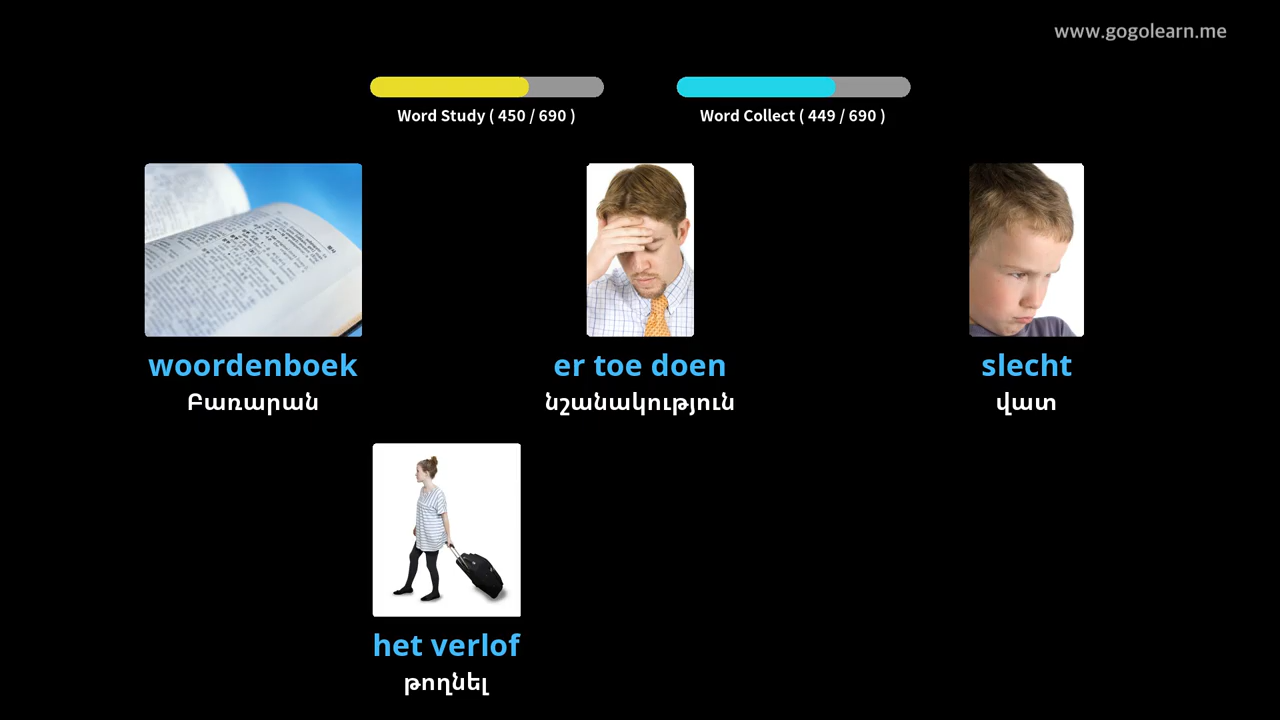 www.gogolearn.me
Word Study ( 450 / 690 )
Word Collect ( 449 / 690 )
woordenboek
er toe doen
slecht
Բառարան
նշանակություն
վատ
het verlof
թողնել